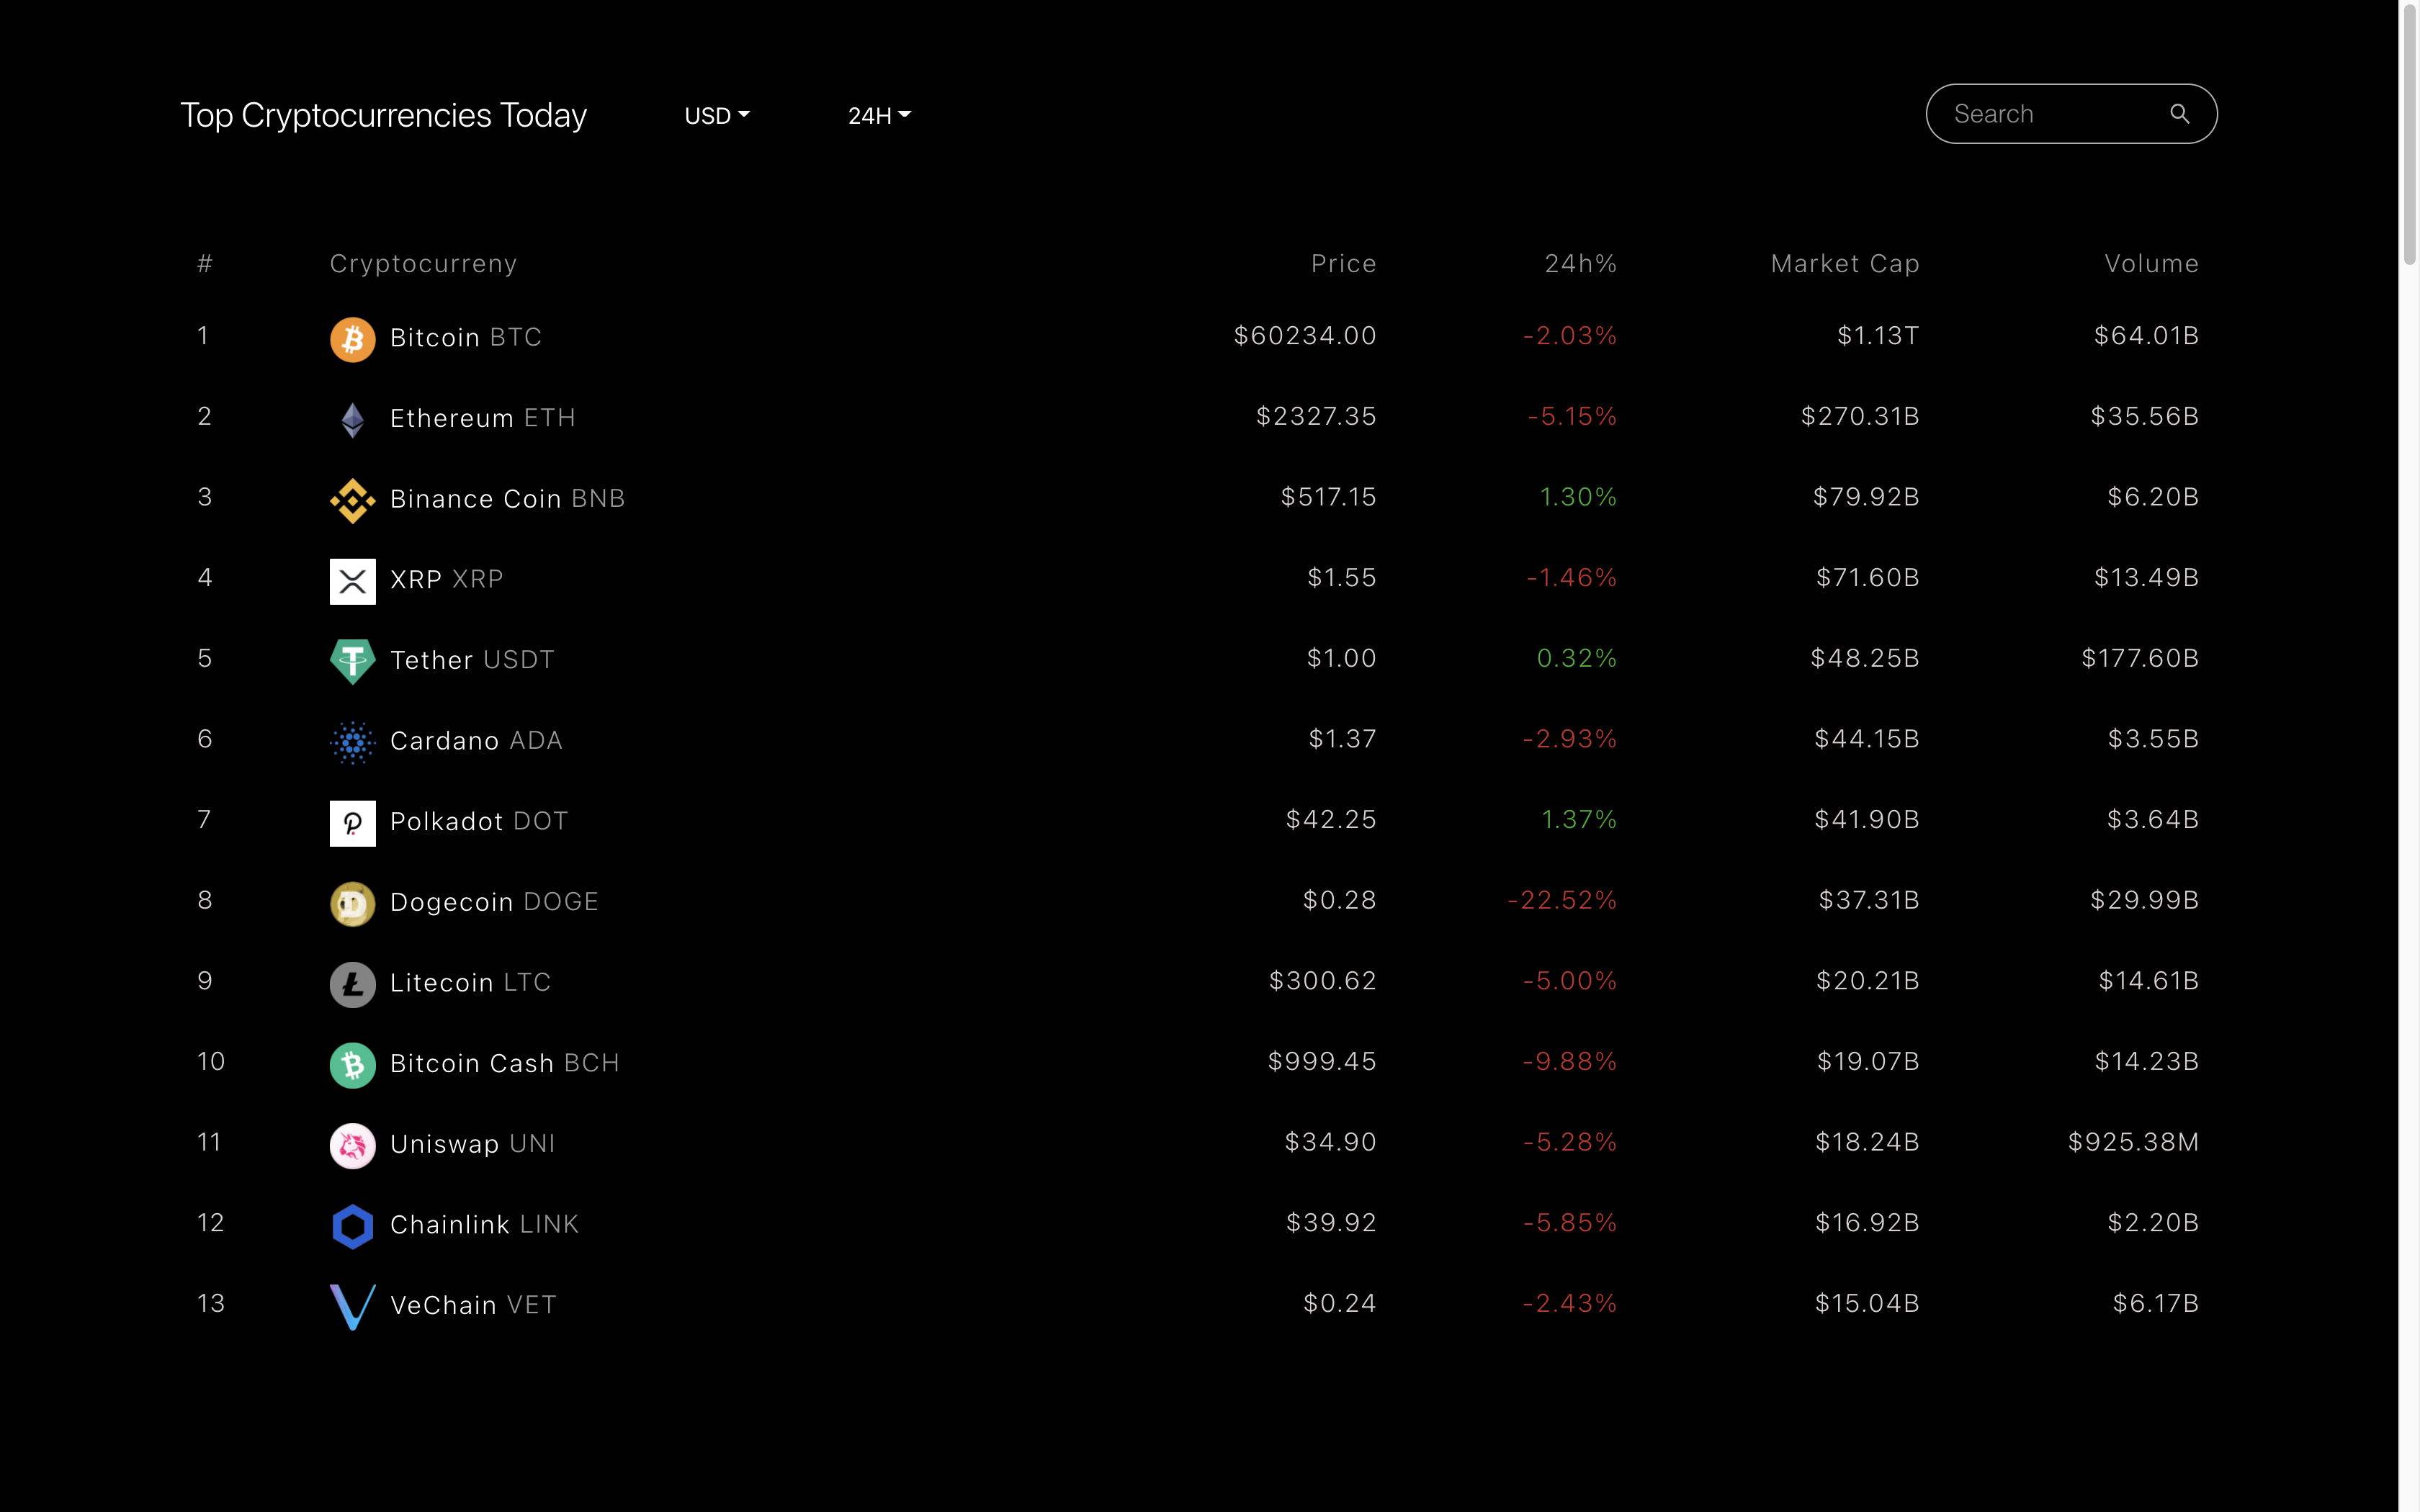 Top Cryptocurrencies Today USD 24H Search
# Cryptocurreny Price 24h% Market Cap Volume
1 Bitcoin BTC $60234.00 -2.03% $1.13T $64.01B
2 Ethereum ETH $2327.35 -5.15% $270.31B $35.56B
3 Binance Coin BNB $517.15 1.30% $79.92B $6.20B
4 XRP XRP $1.55 -1.46% $71.60B $13.49B
5 Tether USDT $1.00 0.32% $48.25B $177.60B
6 Cardano ADA $1.37 -2.93% $44.15B $3.55B
7 Polkadot DOT $42.25 1.37% $41.90B $3.64B
8 Dogecoin DOGE $0.28 -22.52% $37.31B $29.99B
9 Litecoin LTC $300.62 -5.00% $20.21B $14.61B
10 Bitcoin Cash BCH $999.45 -9.88% $19.07B $14.23B
11 Uniswap UNI $34.90 -5.28% $18.24B $925.38M
12 Chainlink LINK $39.92 -5.85% $16.92B $2.20B
13 VeChain VET $0.24 -2.43% $15.04B $6.17B